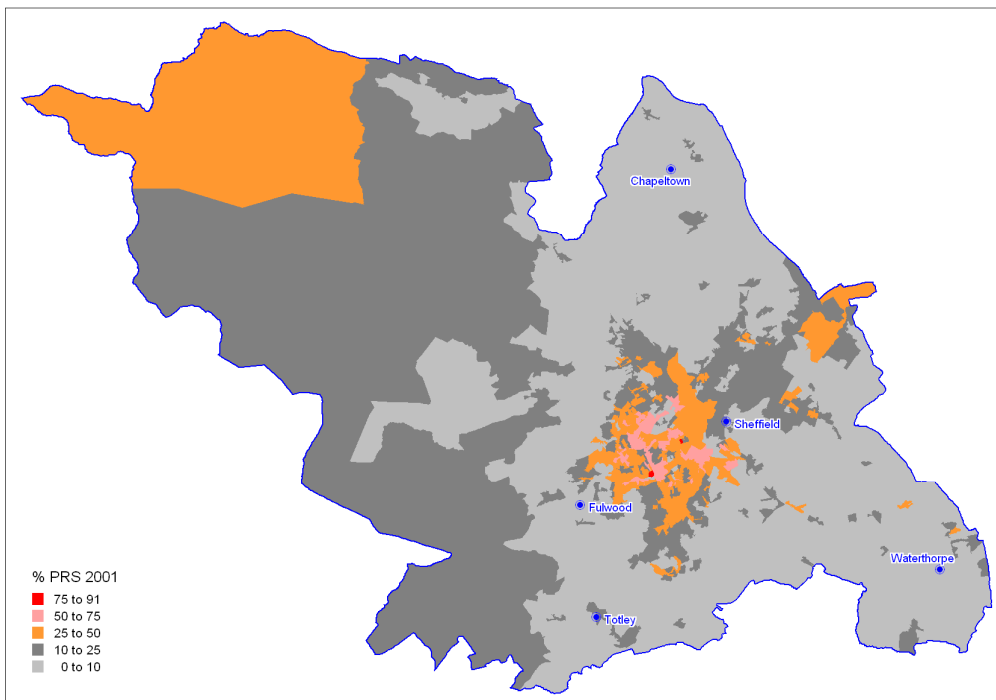 Chapeltown
Sheffield
Fulwood
Waterthorpe
Totley
% PRS 2001
75 to 91
50 to 75
25 to 50
10 to 25
0 to 10